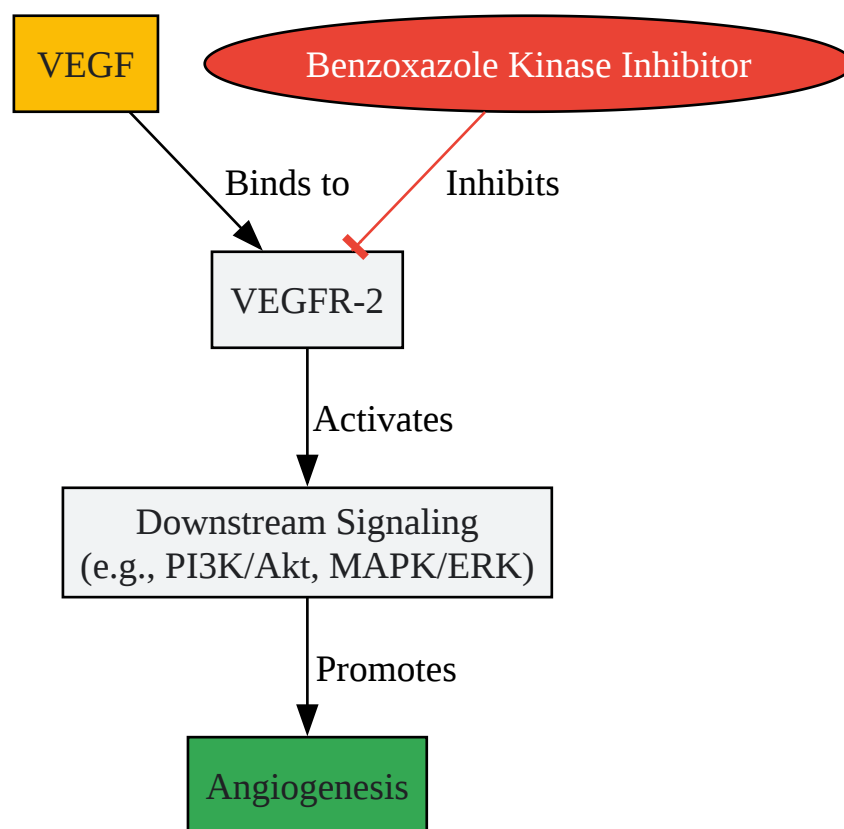 VEGF
Benzoxazole Kinase Inhibitor
Binds to
Inhibits
VEGFR-2
Activates
Downstream Signaling
(e.g., PI3K/Akt, MAPK/ERK)
Promotes
Angiogenesis